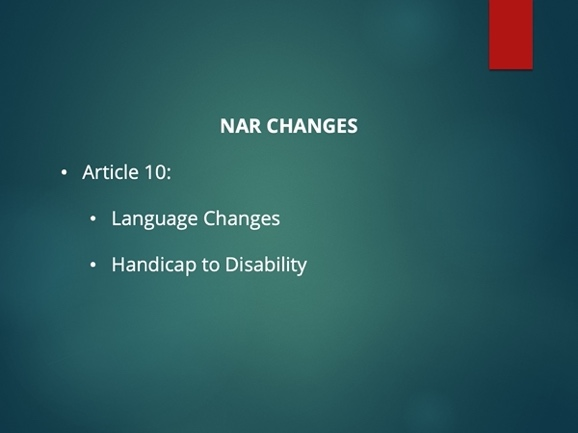 NAR CHANGES
• Article 10:
• Language Changes
• Handicap to Disability